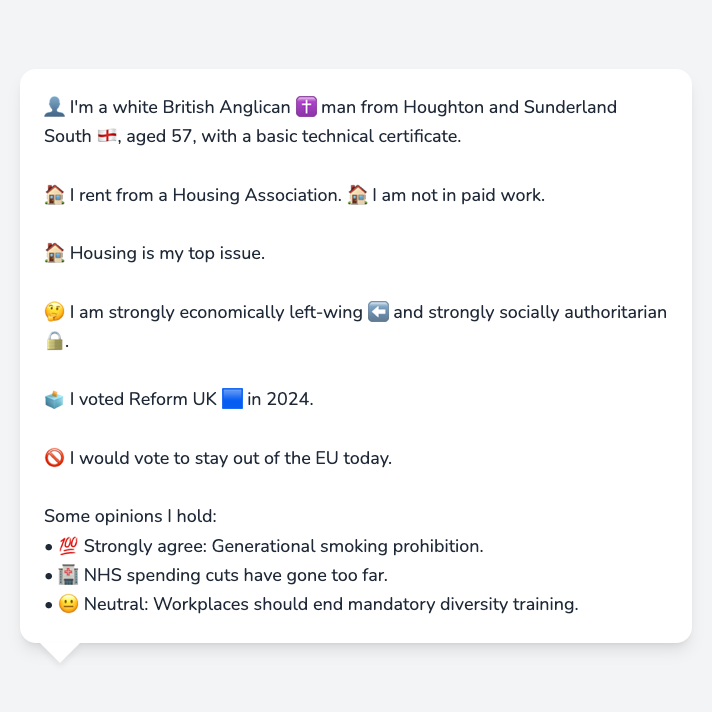 👤 I'm a white British Anglican ✝️ man from Houghton and Sunderland
South 🏴󠁧󠁢󠁥󠁮󠁧󠁿, aged 57, with a basic technical certificate.
🏠 I rent from a Housing Association. 🏠 I am not in paid work.
🏠 Housing is my top issue.
🤔 I am strongly economically left-wing ⬅️ and strongly socially authoritarian
🔒.
🗳️ I voted Reform UK 🟦 in 2024.
🚫 I would vote to stay out of the EU today.
Some opinions I hold:
• 💯 Strongly agree: Generational smoking prohibition.
• 🏥 NHS spending cuts have gone too far.
• 😐 Neutral: Workplaces should end mandatory diversity training.